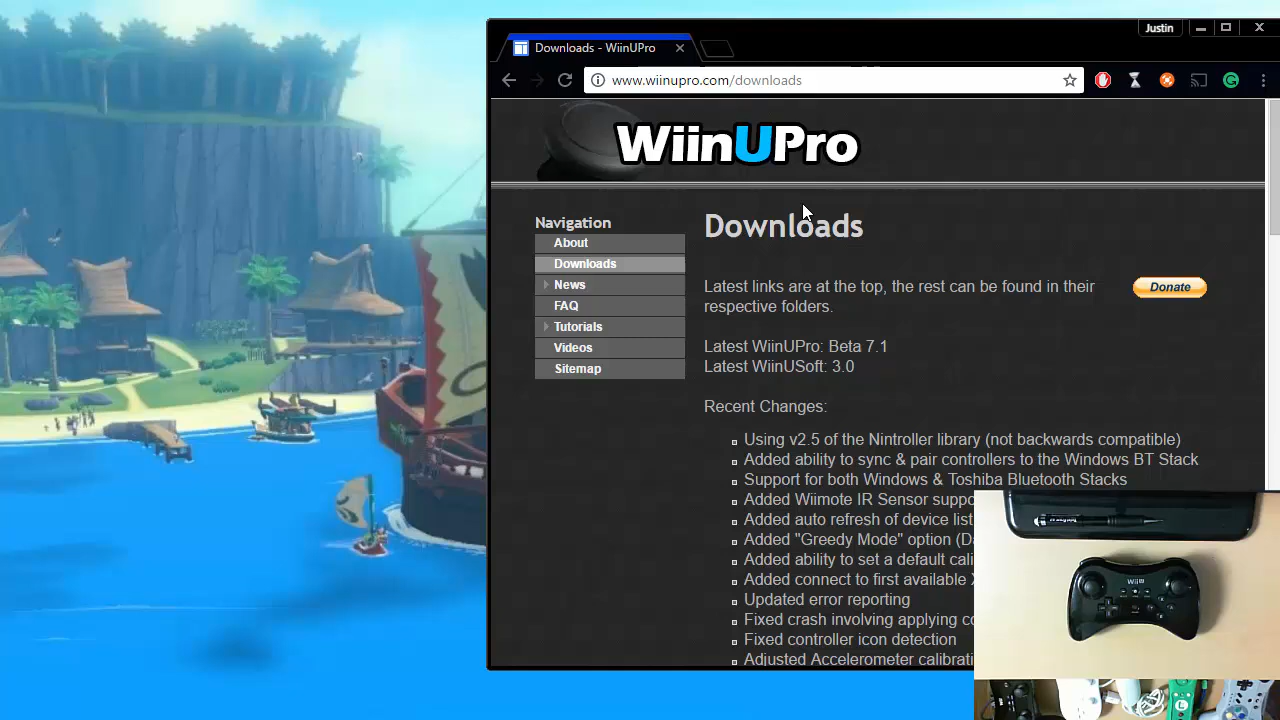 Justin
Downloads - WiinUPro
www.wiinupro.com/downloads
WiinUPro
Navigation
About
Downloads
News
FAQ
Tutorials
Videos
Sitemap
Downloads
Latest links are at the top, the rest can be found in their
respective folders.
Donate
Latest WiinUPro: Beta 7.1
Latest WiinUSoft: 3.0
Recent Changes:
Using v2.5 of the Nintroller library (not backwards compatible)
Added ability to sync & pair controllers to the Windows BT Stack
Support for both Windows & Toshiba Bluetooth Stacks
Added Wiimote IR Sensor suppo
Added auto refresh of device list
Added "Greedy Mode" option (D
Added ability to set a default cali
Added connect to first available
Updated error reporting
Fixed crash involving applying co
Fixed controller icon detection
Adjusted Accelerometer calibrati
Wii U
L